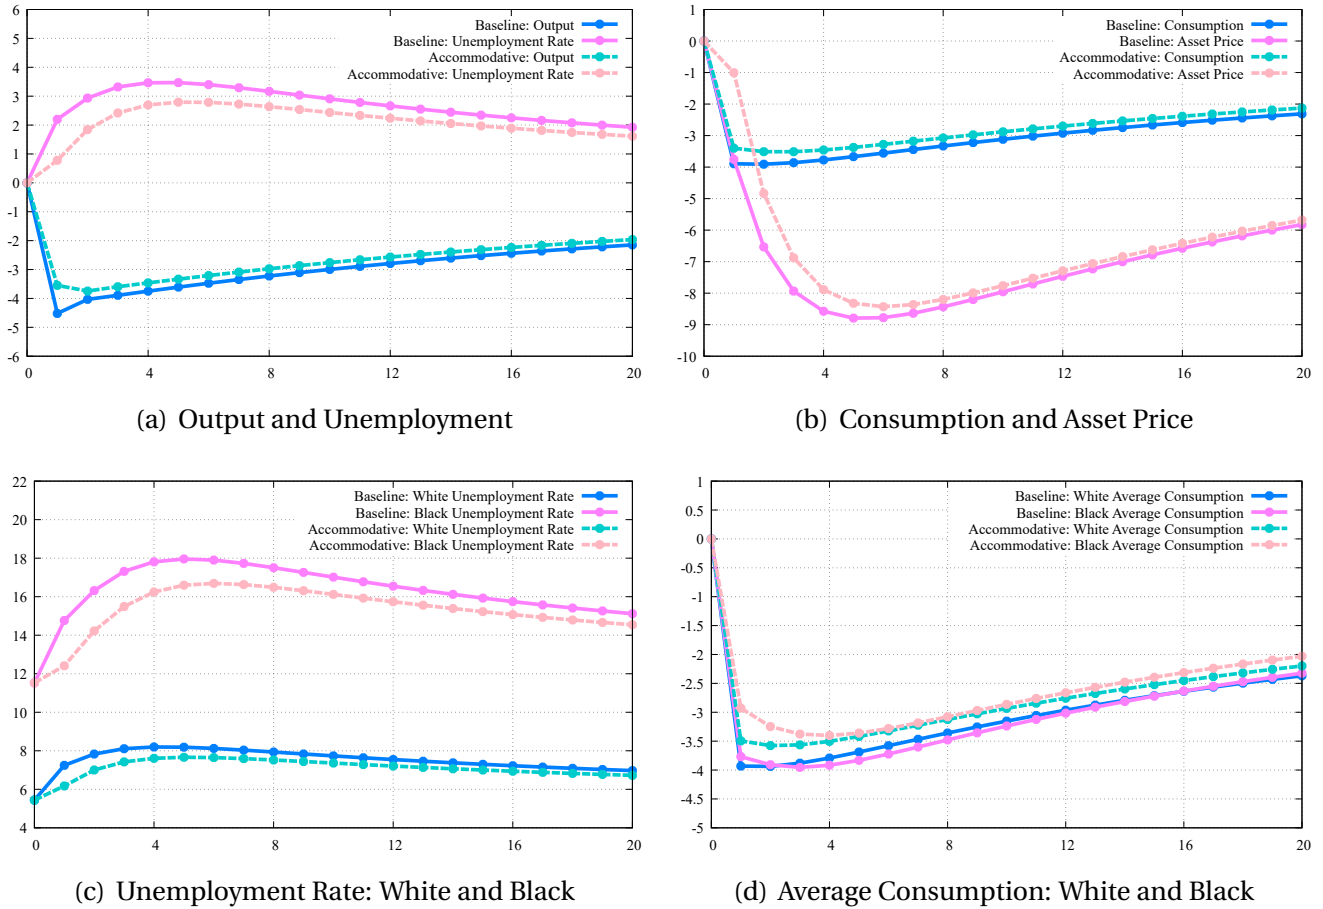 6
5
4
3
2
1
0
-1
-2
-3
-4
-5
-6
0 4 8 12 16 20
Baseline: Output
Baseline: Unemployment Rate
Accommodative: Output
Accommodative: Unemployment Rate
(a) Output and Unemployment
1
0
-1
-2
-3
-4
-5
-6
-7
-8
-9
-10
0 4 8 12 16 20
Baseline: Consumption
Baseline: Asset Price
Accommodative: Consumption
Accommodative: Asset Price
(b) Consumption and Asset Price
22
20
18
16
14
12
10
8
6
4
0 4 8 12 16 20
Baseline: White Unemployment Rate
Baseline: Black Unemployment Rate
Accommodative: White Unemployment Rate
Accommodative: Black Unemployment Rate
(c) Unemployment Rate: White and Black
1
0.5
0
-0.5
-1
-1.5
-2
-2.5
-3
-3.5
-4
-4.5
-5
0 4 8 12 16 20
Baseline: White Average Consumption
Baseline: Black Average Consumption
Accommodative: White Average Consumption
Accommodative: Black Average Consumption
(d) Average Consumption: White and Black